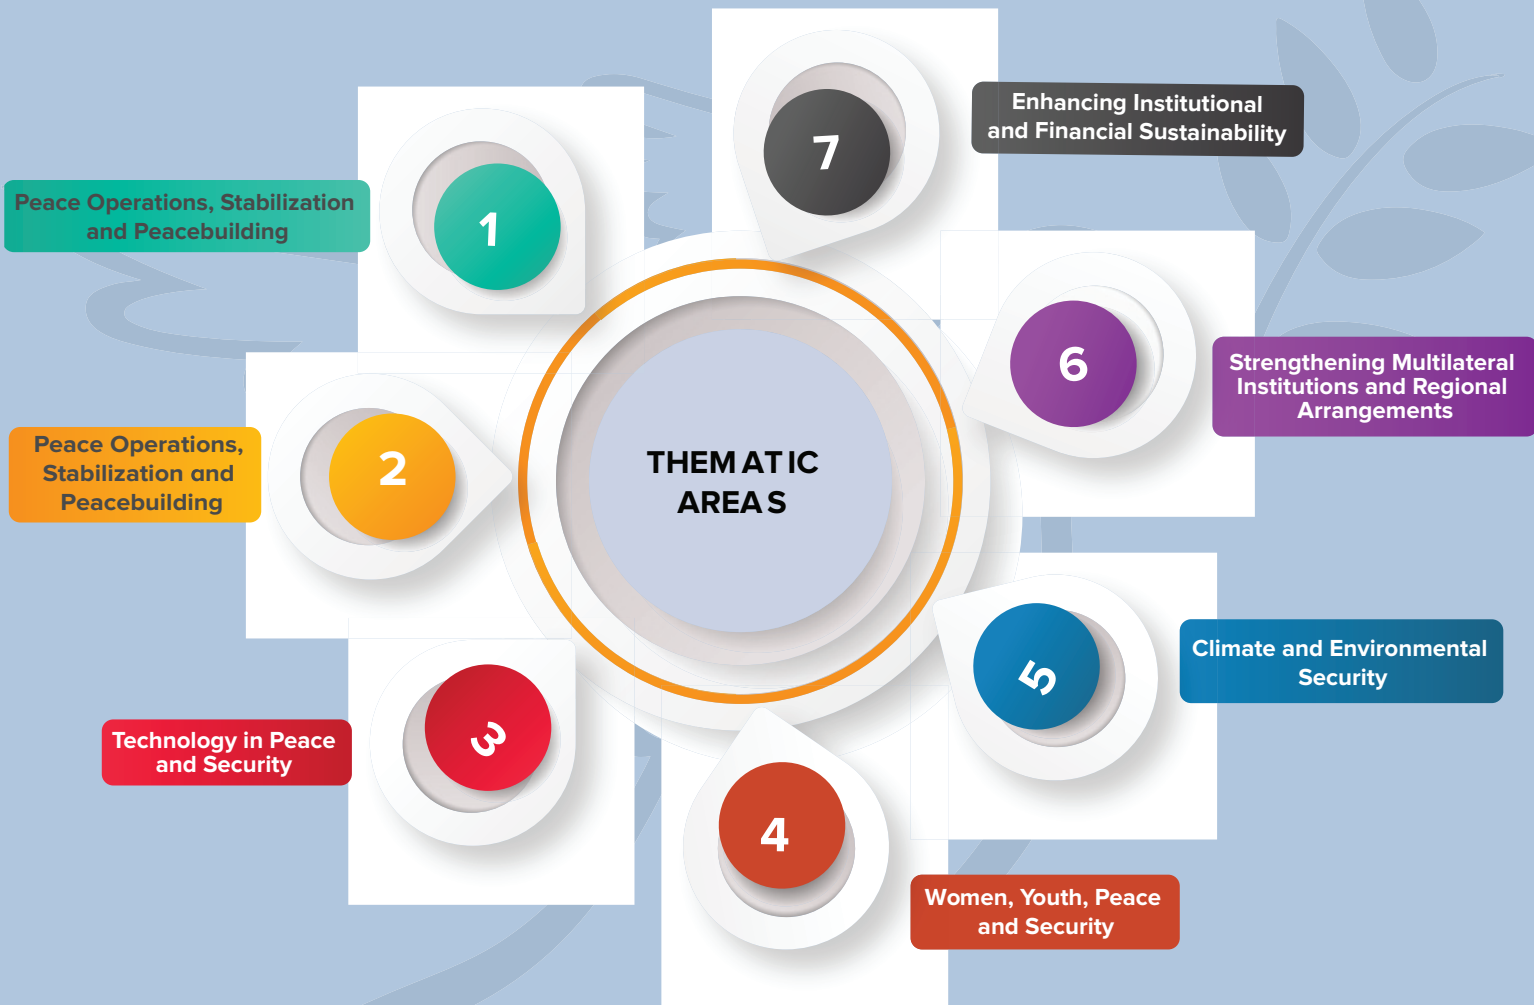 THEMATIC
AREAS
1
Peace Operations, Stabilization
and Peacebuilding
2
Peace Operations,
Stabilization and
Peacebuilding
3
Technology in Peace
and Security
4
Women, Youth, Peace
and Security
5
Climate and Environmental
Security
6
Strengthening Multilateral
Institutions and Regional
Arrangements
7
Enhancing Institutional
and Financial Sustainability